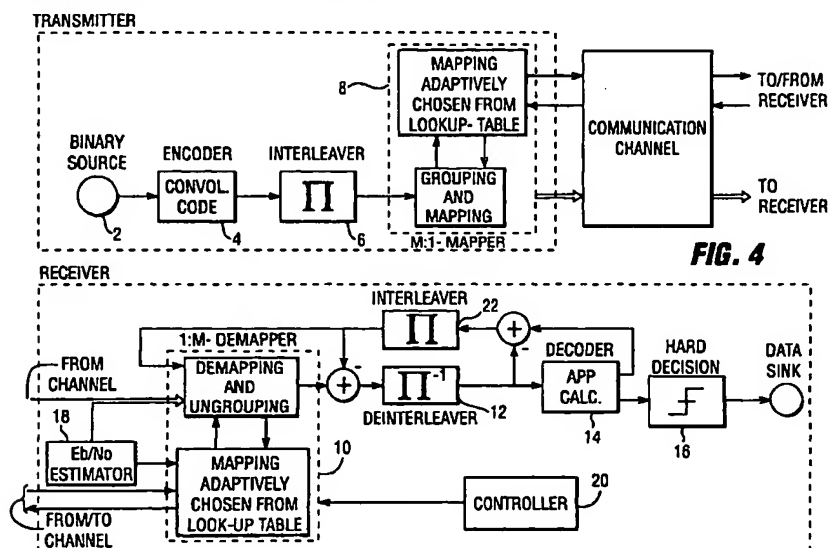 TRANSMITTER
8
MAPPING
ADAPTIVELY
CHOSEN FROM
LOOKUP- TABLE
TO/FROM
RECEIVER
COMMUNICATION
CHANNEL
BINARY
SOURCE
ENCODER
INTERLEAVER
CONVOL.
CODE
Π
GROUPING
AND
MAPPING
TO
RECEIVER
2
4
6
M:1- MAPPER
FIG. 4
RECEIVER
INTERLEAVER
22
Π
+
-
1:M- DEMAPPER
FROM
CHANNEL
DEMAPPING
AND
UNGROUPING
+
-
Π-1
DEINTERLEAVER
12
DECODER
APP
CALC.
14
HARD
DECISION
16
DATA
SINK
18
Eb/No
ESTIMATOR
10
MAPPING
ADAPTIVELY
CHOSEN FROM
LOOK-UP TABLE
CONTROLLER
20
FROM/TO
CHANNEL